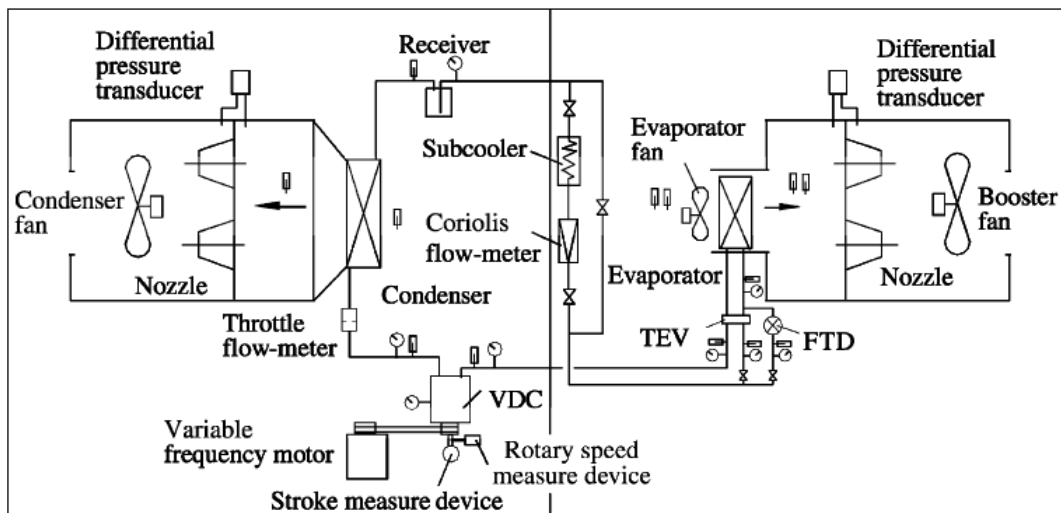 Receiver
Differential
pressure
transducer
Differential
pressure
transducer
Evaporator
fan
Subcooler
Condenser
fan
Booster
fan
Coriolis
flow-meter
Nozzle
Evaporator
Nozzle
Condenser
Throttle
flow-meter
TEV
FTD
VDC
Variable
frequency motor
Rotary speed
measure device
Stroke measure device